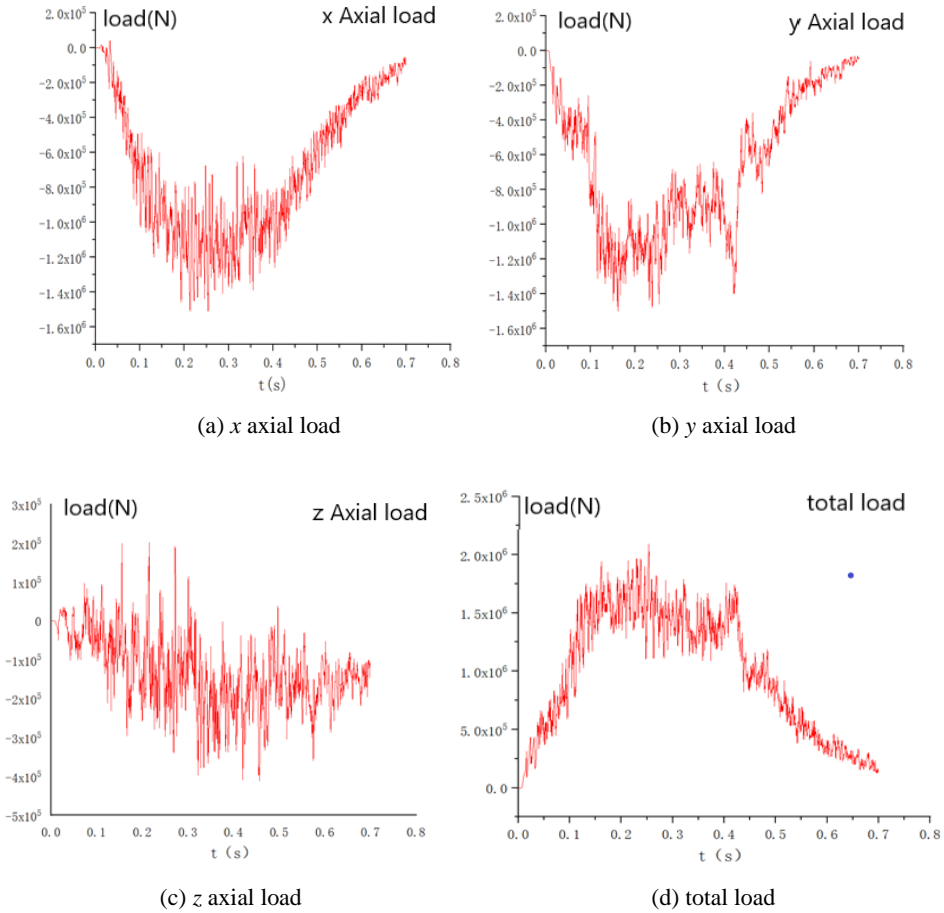 load(N) x Axial load
2.0x10⁵
0.0
-2.0x10⁵
-4.0x10⁵
-6.0x10⁵
-8.0x10⁵
-1.0x10⁶
-1.2x10⁶
-1.4x10⁶
-1.6x10⁶
0.0 0.1 0.2 0.3 0.4 0.5 0.6 0.7 0.8
t(s)
(a) x axial load
load(N) y Axial load
2.0x10⁵
0.0
-2.0x10⁵
-4.0x10⁵
-6.0x10⁵
-8.0x10⁵
-1.0x10⁶
-1.2x10⁶
-1.4x10⁶
-1.6x10⁶
0.0 0.1 0.2 0.3 0.4 0.5 0.6 0.7 0.8
t(s)
(b) y axial load
load(N) z Axial load
3x10⁵
2x10⁵
1x10⁵
0
-1x10⁵
-2x10⁵
-3x10⁵
-4x10⁵
-5x10⁵
0.0 0.1 0.2 0.3 0.4 0.5 0.6 0.7 0.8
t (s)
(c) z axial load
load(N) total load
2.5x10⁶
2.0x10⁶
1.5x10⁶
1.0x10⁶
5.0x10⁵
0.0
0.0 0.1 0.2 0.3 0.4 0.5 0.6 0.7 0.8
t (s)
(d) total load